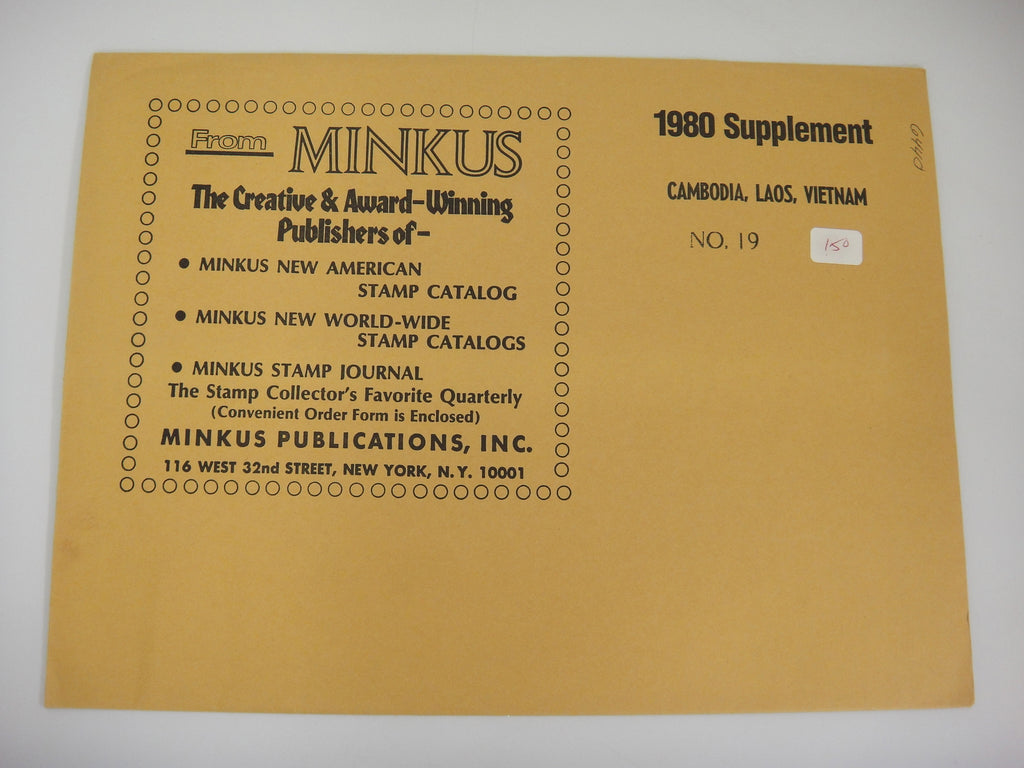 From MINKUS
The Creative & Award-Winning
Publishers of-
• MINKUS NEW AMERICAN
STAMP CATALOG
• MINKUS NEW WORLD-WIDE
STAMP CATALOGS
• MINKUS STAMP JOURNAL
The Stamp Collector's Favorite Quarterly
(Convenient Order Form is Enclosed)
MINKUS PUBLICATIONS, INC.
116 WEST 32nd STREET, NEW YORK, N.Y. 10001
1980 Supplement
CAMBODIA, LAOS, VIETNAM
NO. 19
150